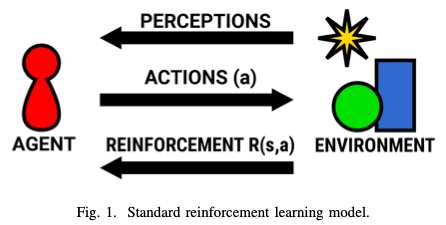 PERCEPTIONS
ACTIONS (a)
AGENT
REINFORCEMENT R(s,a)
ENVIRONMENT
Fig. 1. Standard reinforcement learning model.